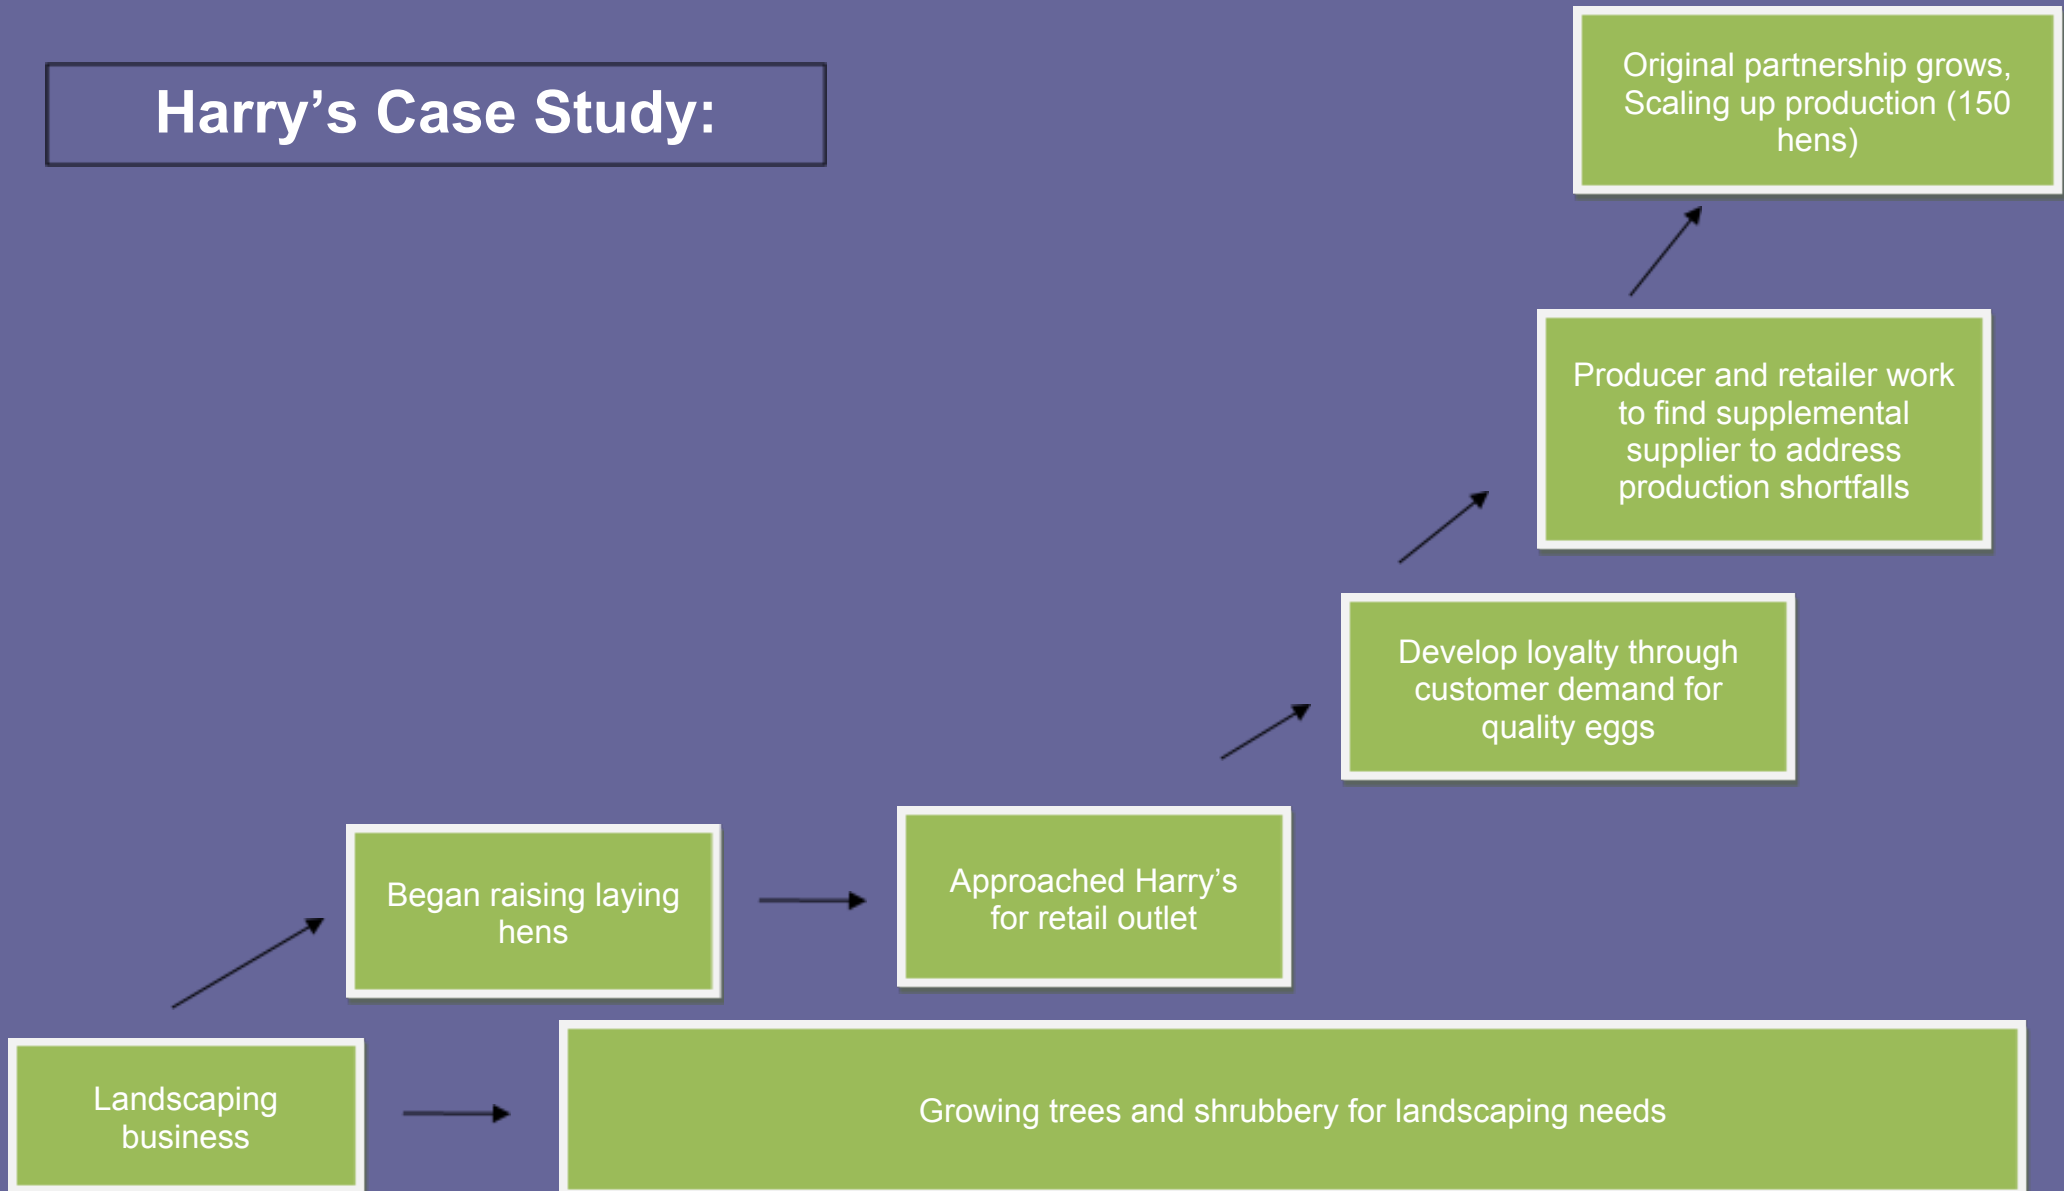 Harry’s Case Study:
Original partnership grows,
Scaling up production (150
hens)
Producer and retailer work
to find supplemental
supplier to address
production shortfalls
Develop loyalty through
customer demand for
quality eggs
Began raising laying
hens
Approached Harry’s
for retail outlet
Landscaping
business
Growing trees and shrubbery for landscaping needs